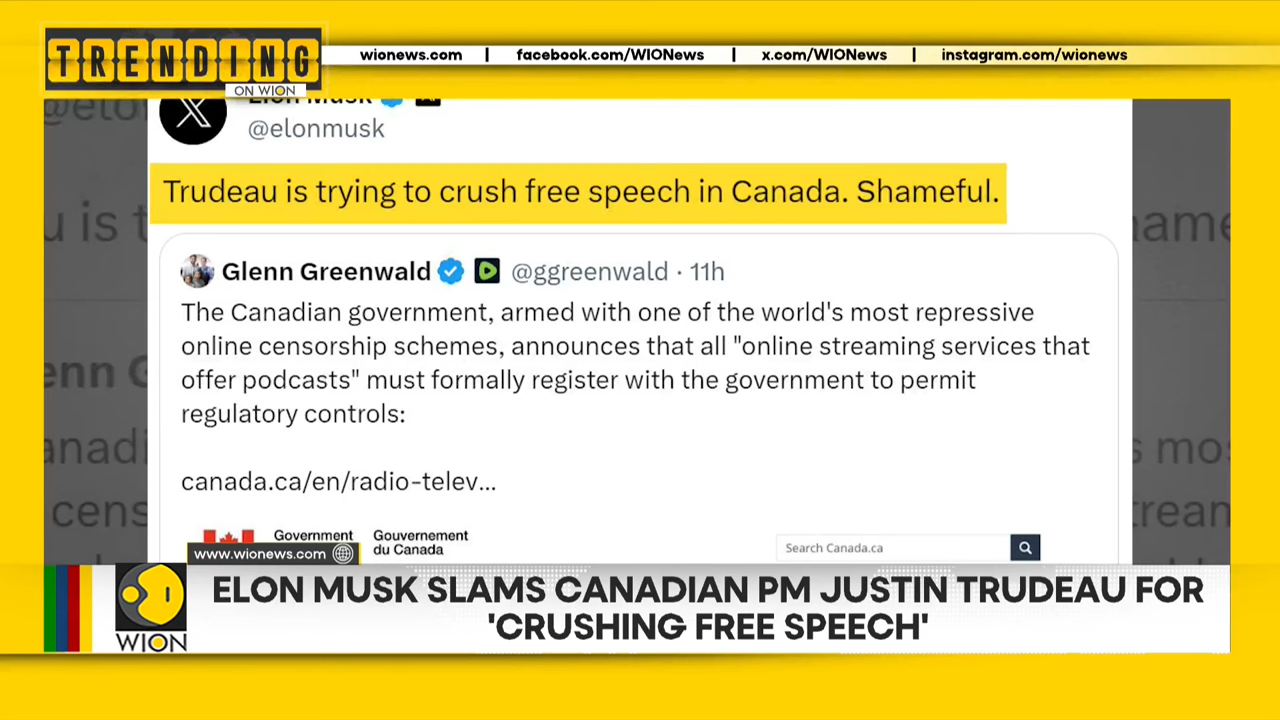 TRENDING
ON WION
wionews.com | facebook.com/WIONews | x.com/WIONews | instagram.com/wionews
Elon Musk
@elonmusk
Trudeau is trying to crush free speech in Canada. Shameful.
Glenn Greenwald @ggreenwald · 11h
The Canadian government, armed with one of the world's most repressive
online censorship schemes, announces that all "online streaming services that
offer podcasts" must formally register with the government to permit
regulatory controls:
canada.ca/en/radio-telev...
Government Gouvernement
du Canada
Search Canada.ca
www.wionews.com
ELON MUSK SLAMS CANADIAN PM JUSTIN TRUDEAU FOR
'CRUSHING FREE SPEECH'
WION